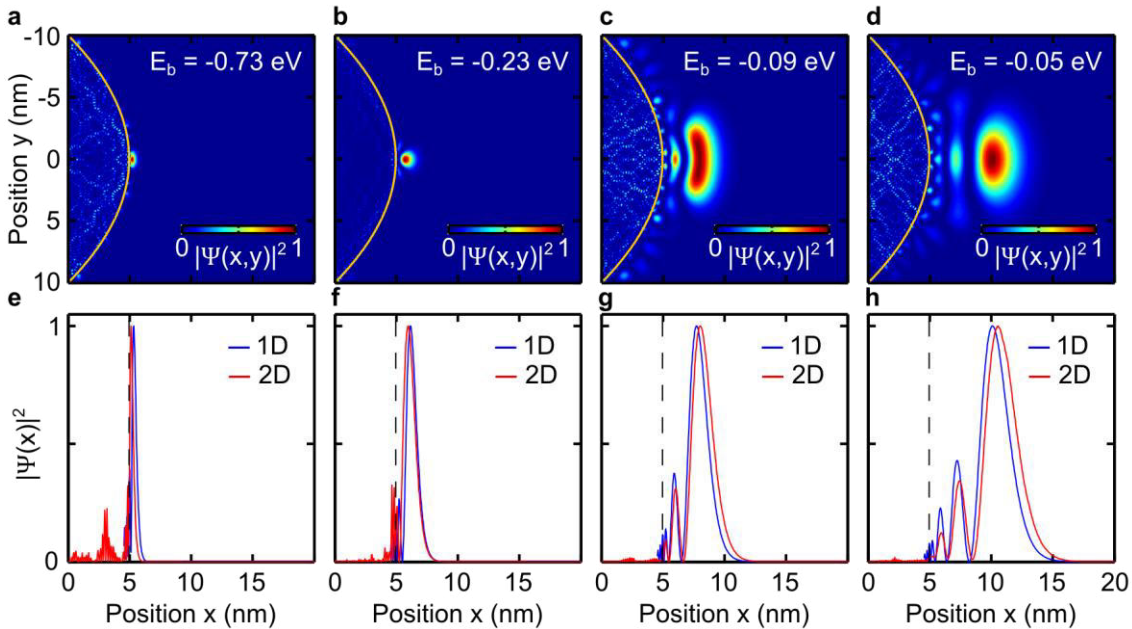 a b c d
E_b = -0.73 eV E_b = -0.23 eV E_b = -0.09 eV E_b = -0.05 eV
Position y (nm)
-10
-5
0
5
10
0 1 0 1 0 1 0 1
|Ψ(x,y)|² |Ψ(x,y)|² |Ψ(x,y)|² |Ψ(x,y)|²
e f g h
1D 1D 1D 1D
2D 2D 2D 2D
|Ψ(x)|²
1
0
0 5 10 15 0 5 10 15 0 5 10 15 0 5 10 15 20
Position x (nm) Position x (nm) Position x (nm) Position x (nm)